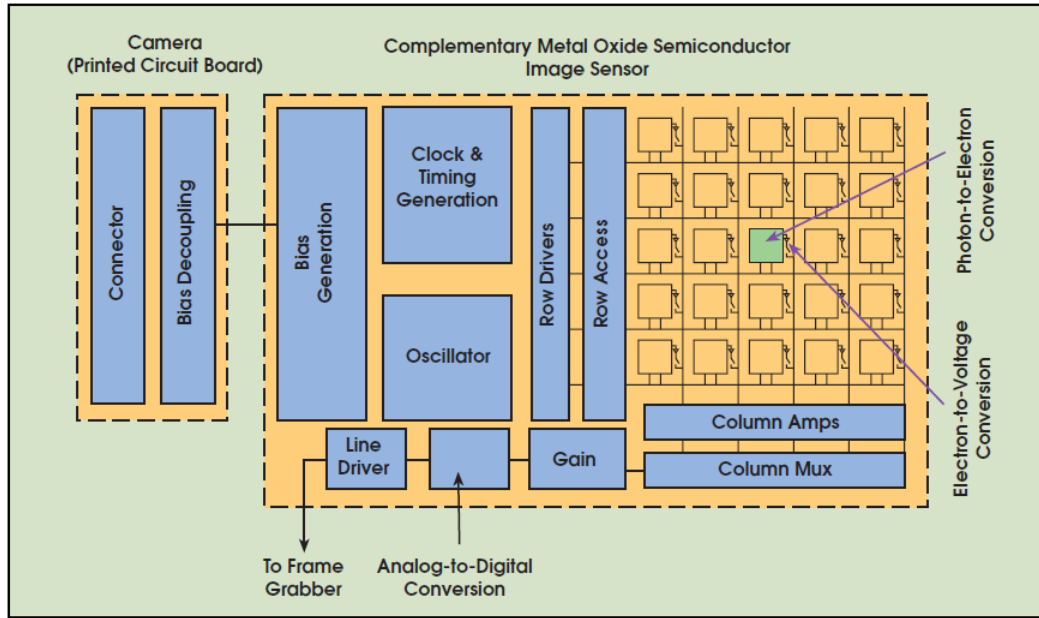 Camera
(Printed Circuit Board)
Complementary Metal Oxide Semiconductor
Image Sensor
Connector
Bias Decoupling
Bias
Generation
Clock &
Timing
Generation
Oscillator
Row Drivers
Row Access
Photon-to-Electron
Conversion
Electron-to-Voltage
Conversion
Column Amps
Column Mux
Line
Driver
Gain
To Frame
Grabber
Analog-to-Digital
Conversion